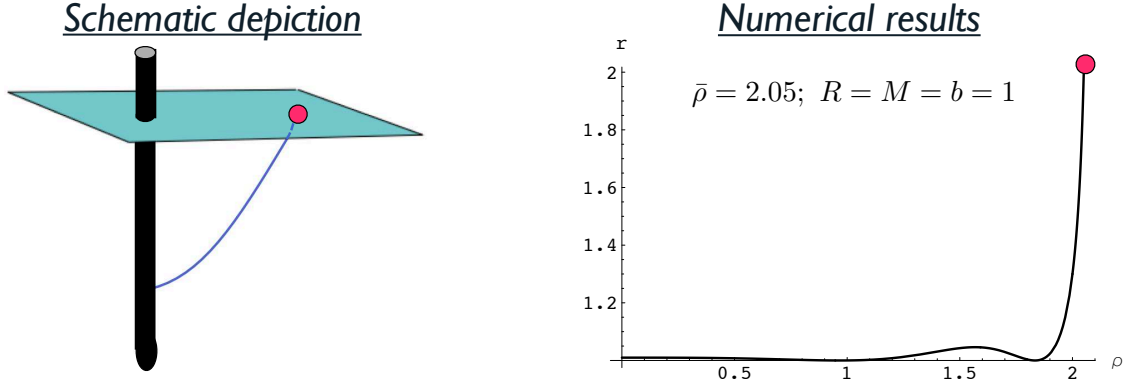 Schematic depiction
Numerical results
r
2
ρ̄ = 2.05; R = M = b = 1
1.8
1.6
1.4
1.2
0.5 1 1.5 2 ρ